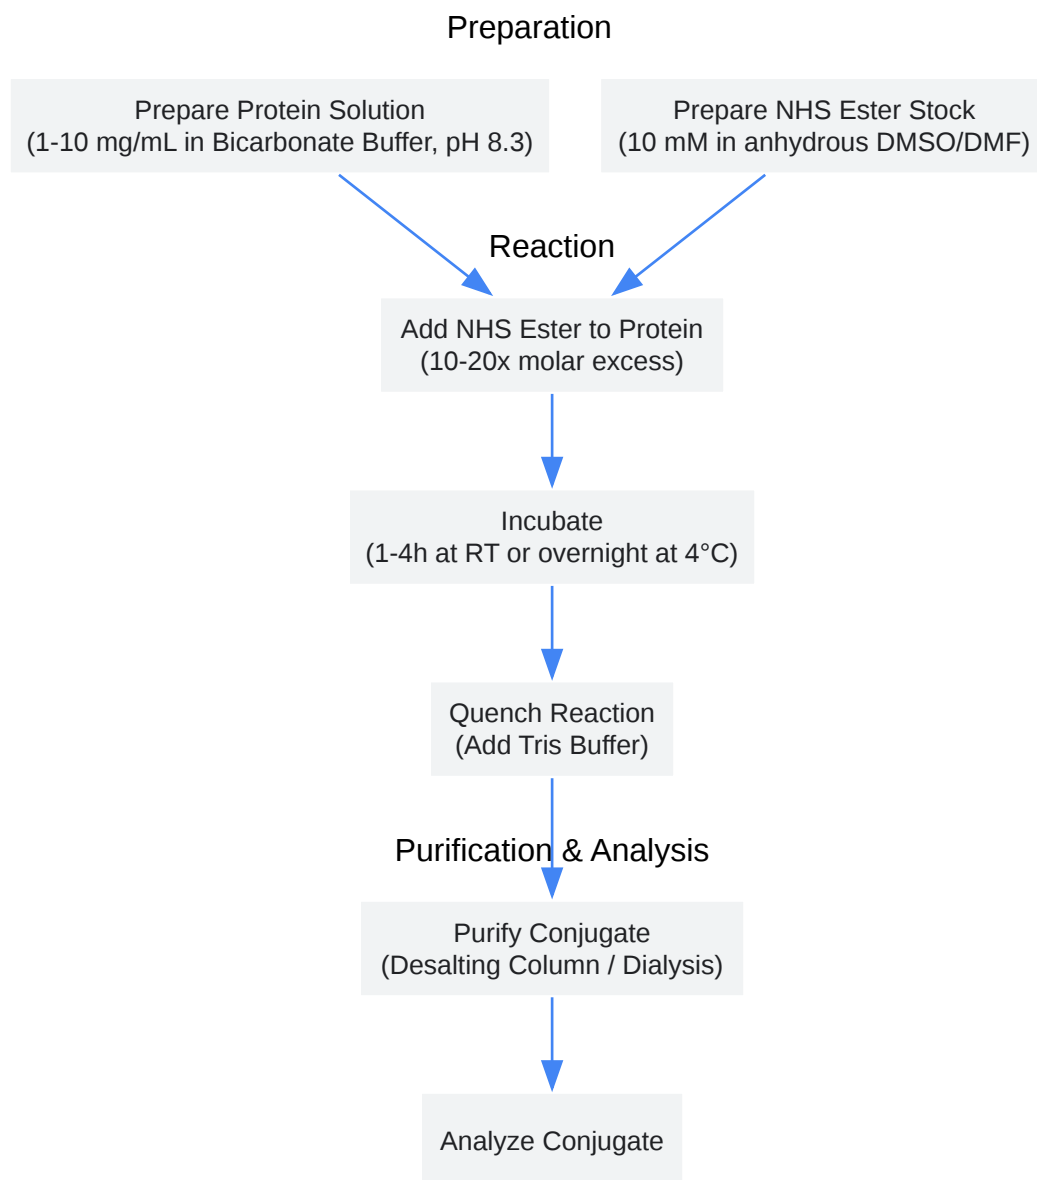 Preparation
Prepare Protein Solution
(1-10 mg/mL in Bicarbonate Buffer, pH 8.3)
Prepare NHS Ester Stock
(10 mM in anhydrous DMSO/DMF)
Reaction
Add NHS Ester to Protein
(10-20x molar excess)
Incubate
(1-4h at RT or overnight at 4°C)
Quench Reaction
(Add Tris Buffer)
Purification & Analysis
Purify Conjugate
(Desalting Column / Dialysis)
Analyze Conjugate